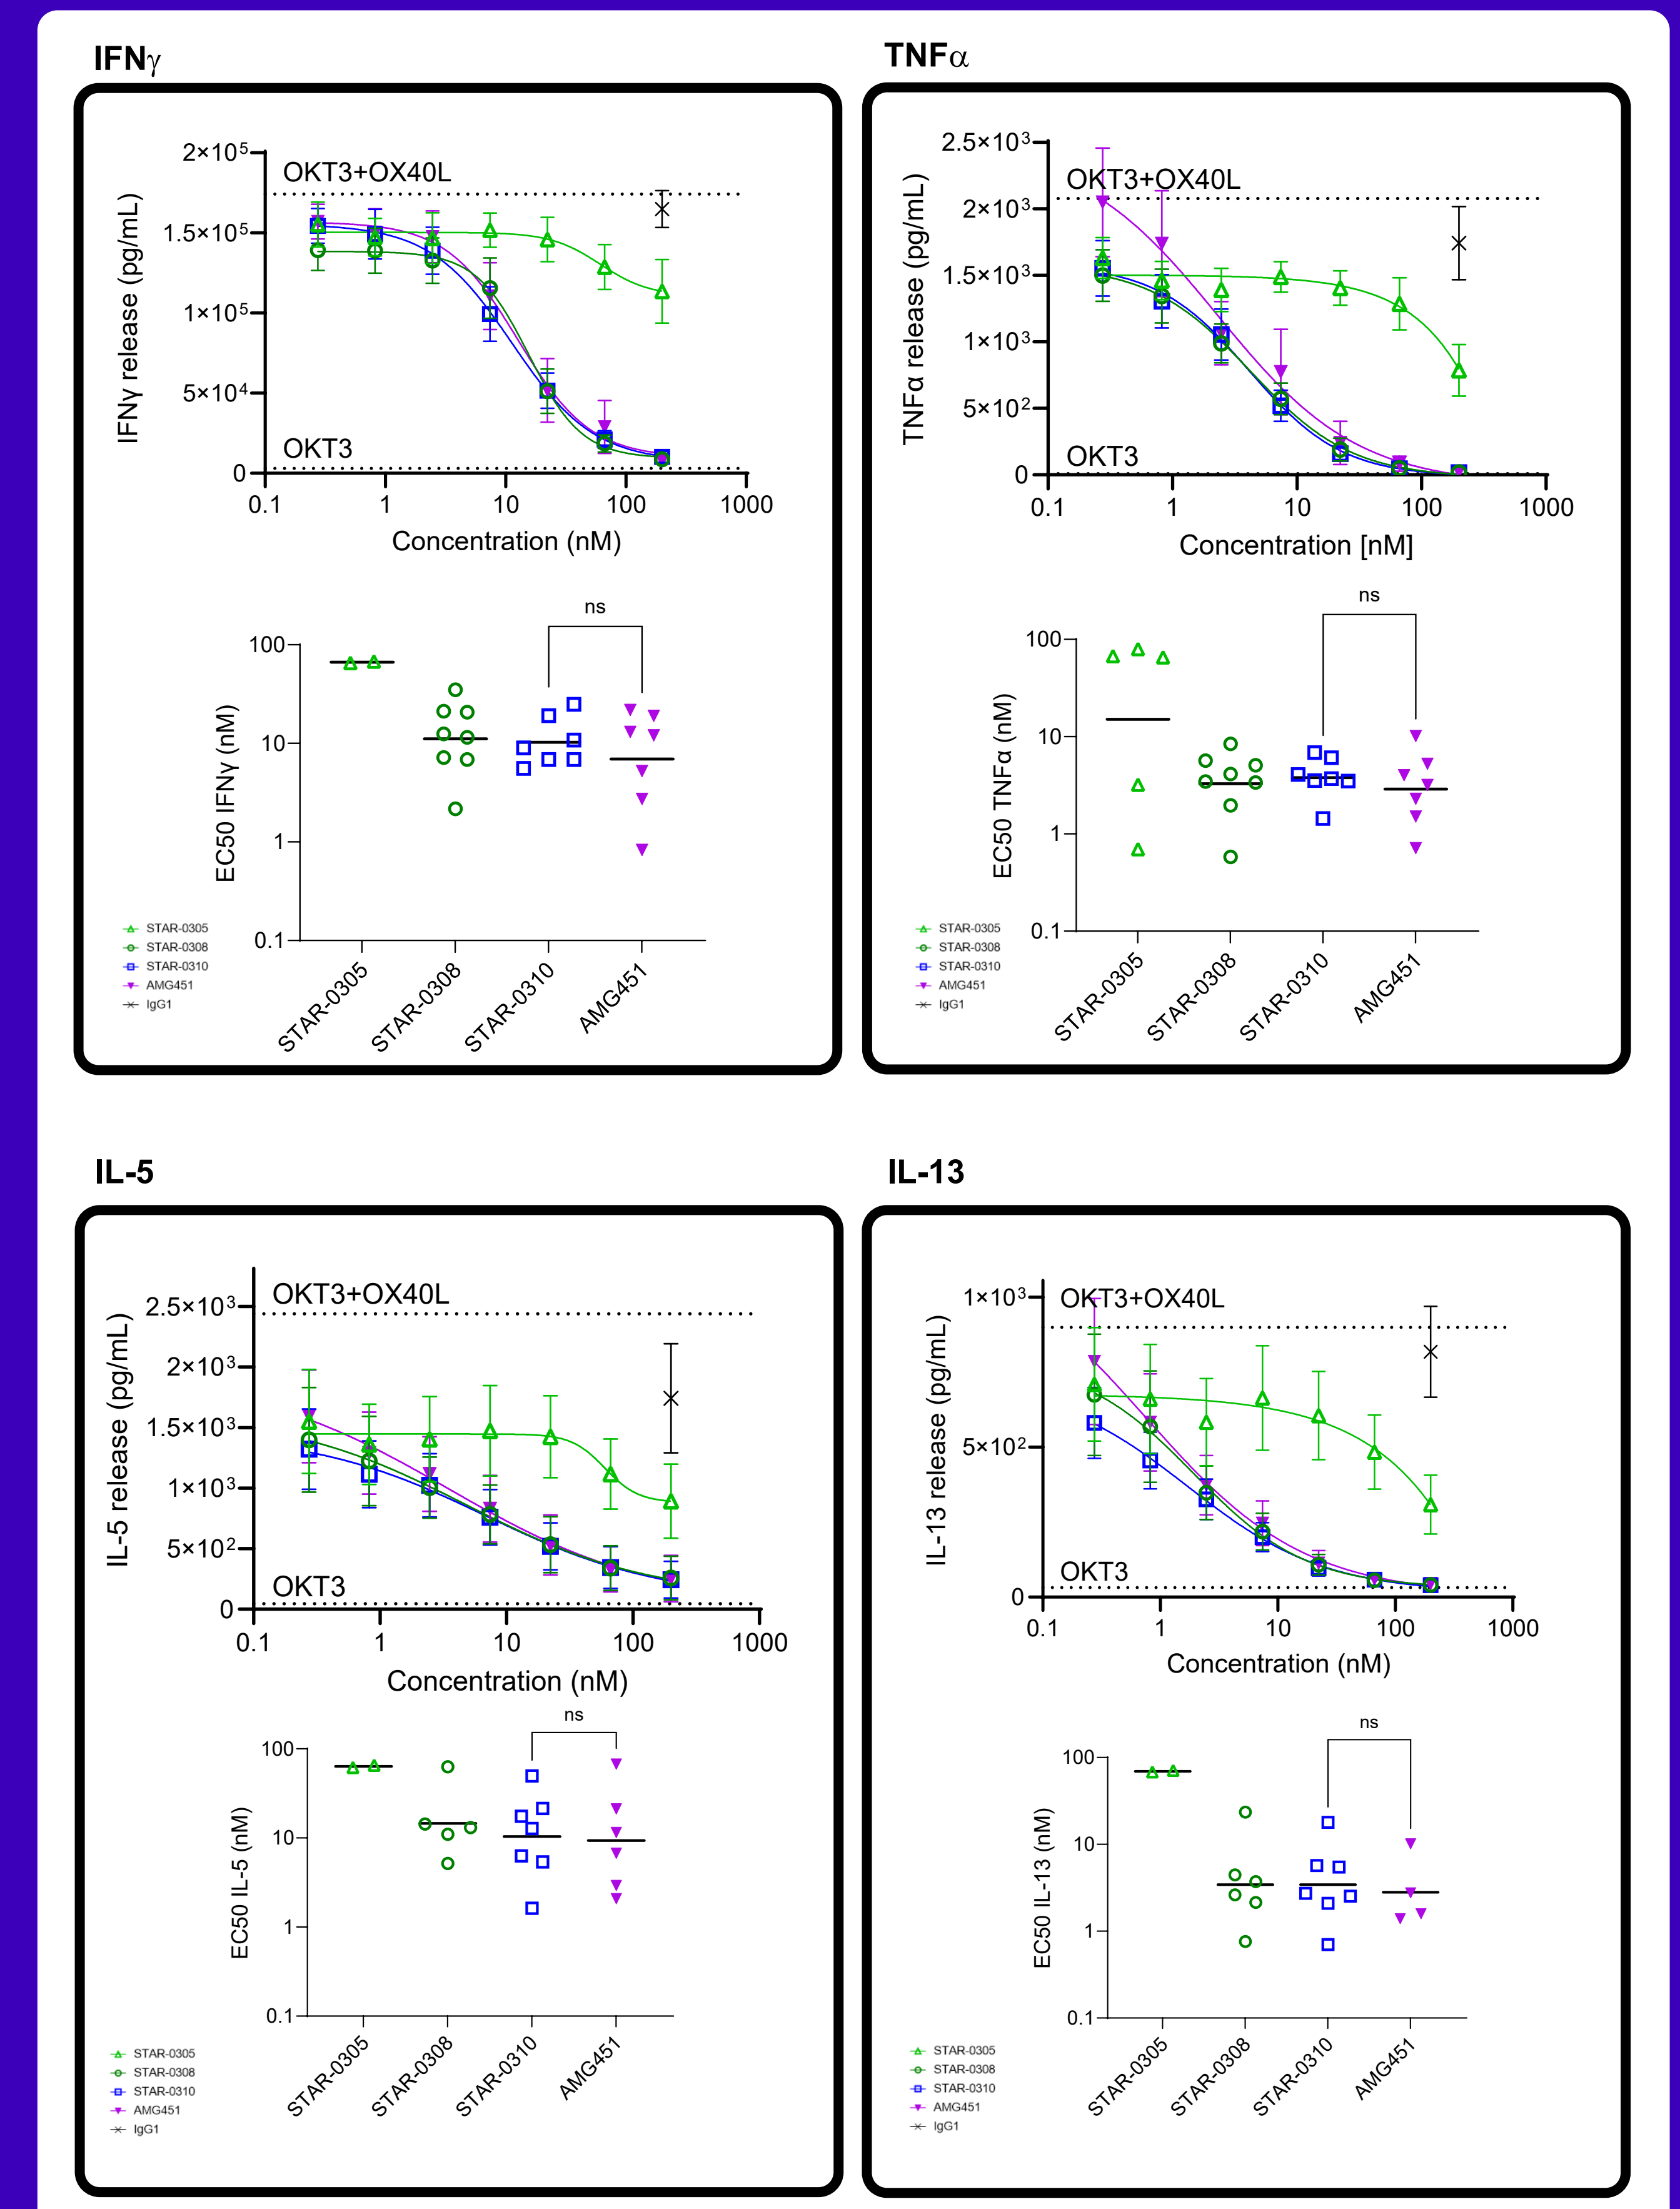 IFNγ
IFNγ release (pg/mL)
2×10⁵
1.5×10⁵
1×10⁵
5×10⁴
0
OKT3+OX40L
OKT3
0.1 1 10 100 1000
Concentration (nM)
EC50 IFNγ (nM)
100
10
1
0.1
ns
STAR-0305
STAR-0308
STAR-0310
AMG451
IgG1
STAR-0305 STAR-0308 STAR-0310 AMG451
TNFα
TNFα release (pg/mL)
2.5×10³
2×10³
1.5×10³
1×10³
5×10²
0
OKT3+OX40L
OKT3
0.1 1 10 100 1000
Concentration [nM]
EC50 TNFα (nM)
100
10
1
0.1
ns
STAR-0305
STAR-0308
STAR-0310
AMG451
IgG1
STAR-0305 STAR-0308 STAR-0310 AMG451
IL-5
IL-5 release (pg/mL)
2.5×10³
2×10³
1.5×10³
1×10³
5×10²
0
OKT3+OX40L
OKT3
0.1 1 10 100 1000
Concentration (nM)
EC50 IL-5 (nM)
100
10
1
0.1
ns
STAR-0305
STAR-0308
STAR-0310
AMG451
IgG1
STAR-0305 STAR-0308 STAR-0310 AMG451
IL-13
IL-13 release (pg/mL)
1×10³
5×10²
0
OKT3+OX40L
OKT3
0.1 1 10 100 1000
Concentration (nM)
EC50 IL-13 (nM)
100
10
1
0.1
ns
STAR-0305
STAR-0308
STAR-0310
AMG451
IgG1
STAR-0305 STAR-0308 STAR-0310 AMG451